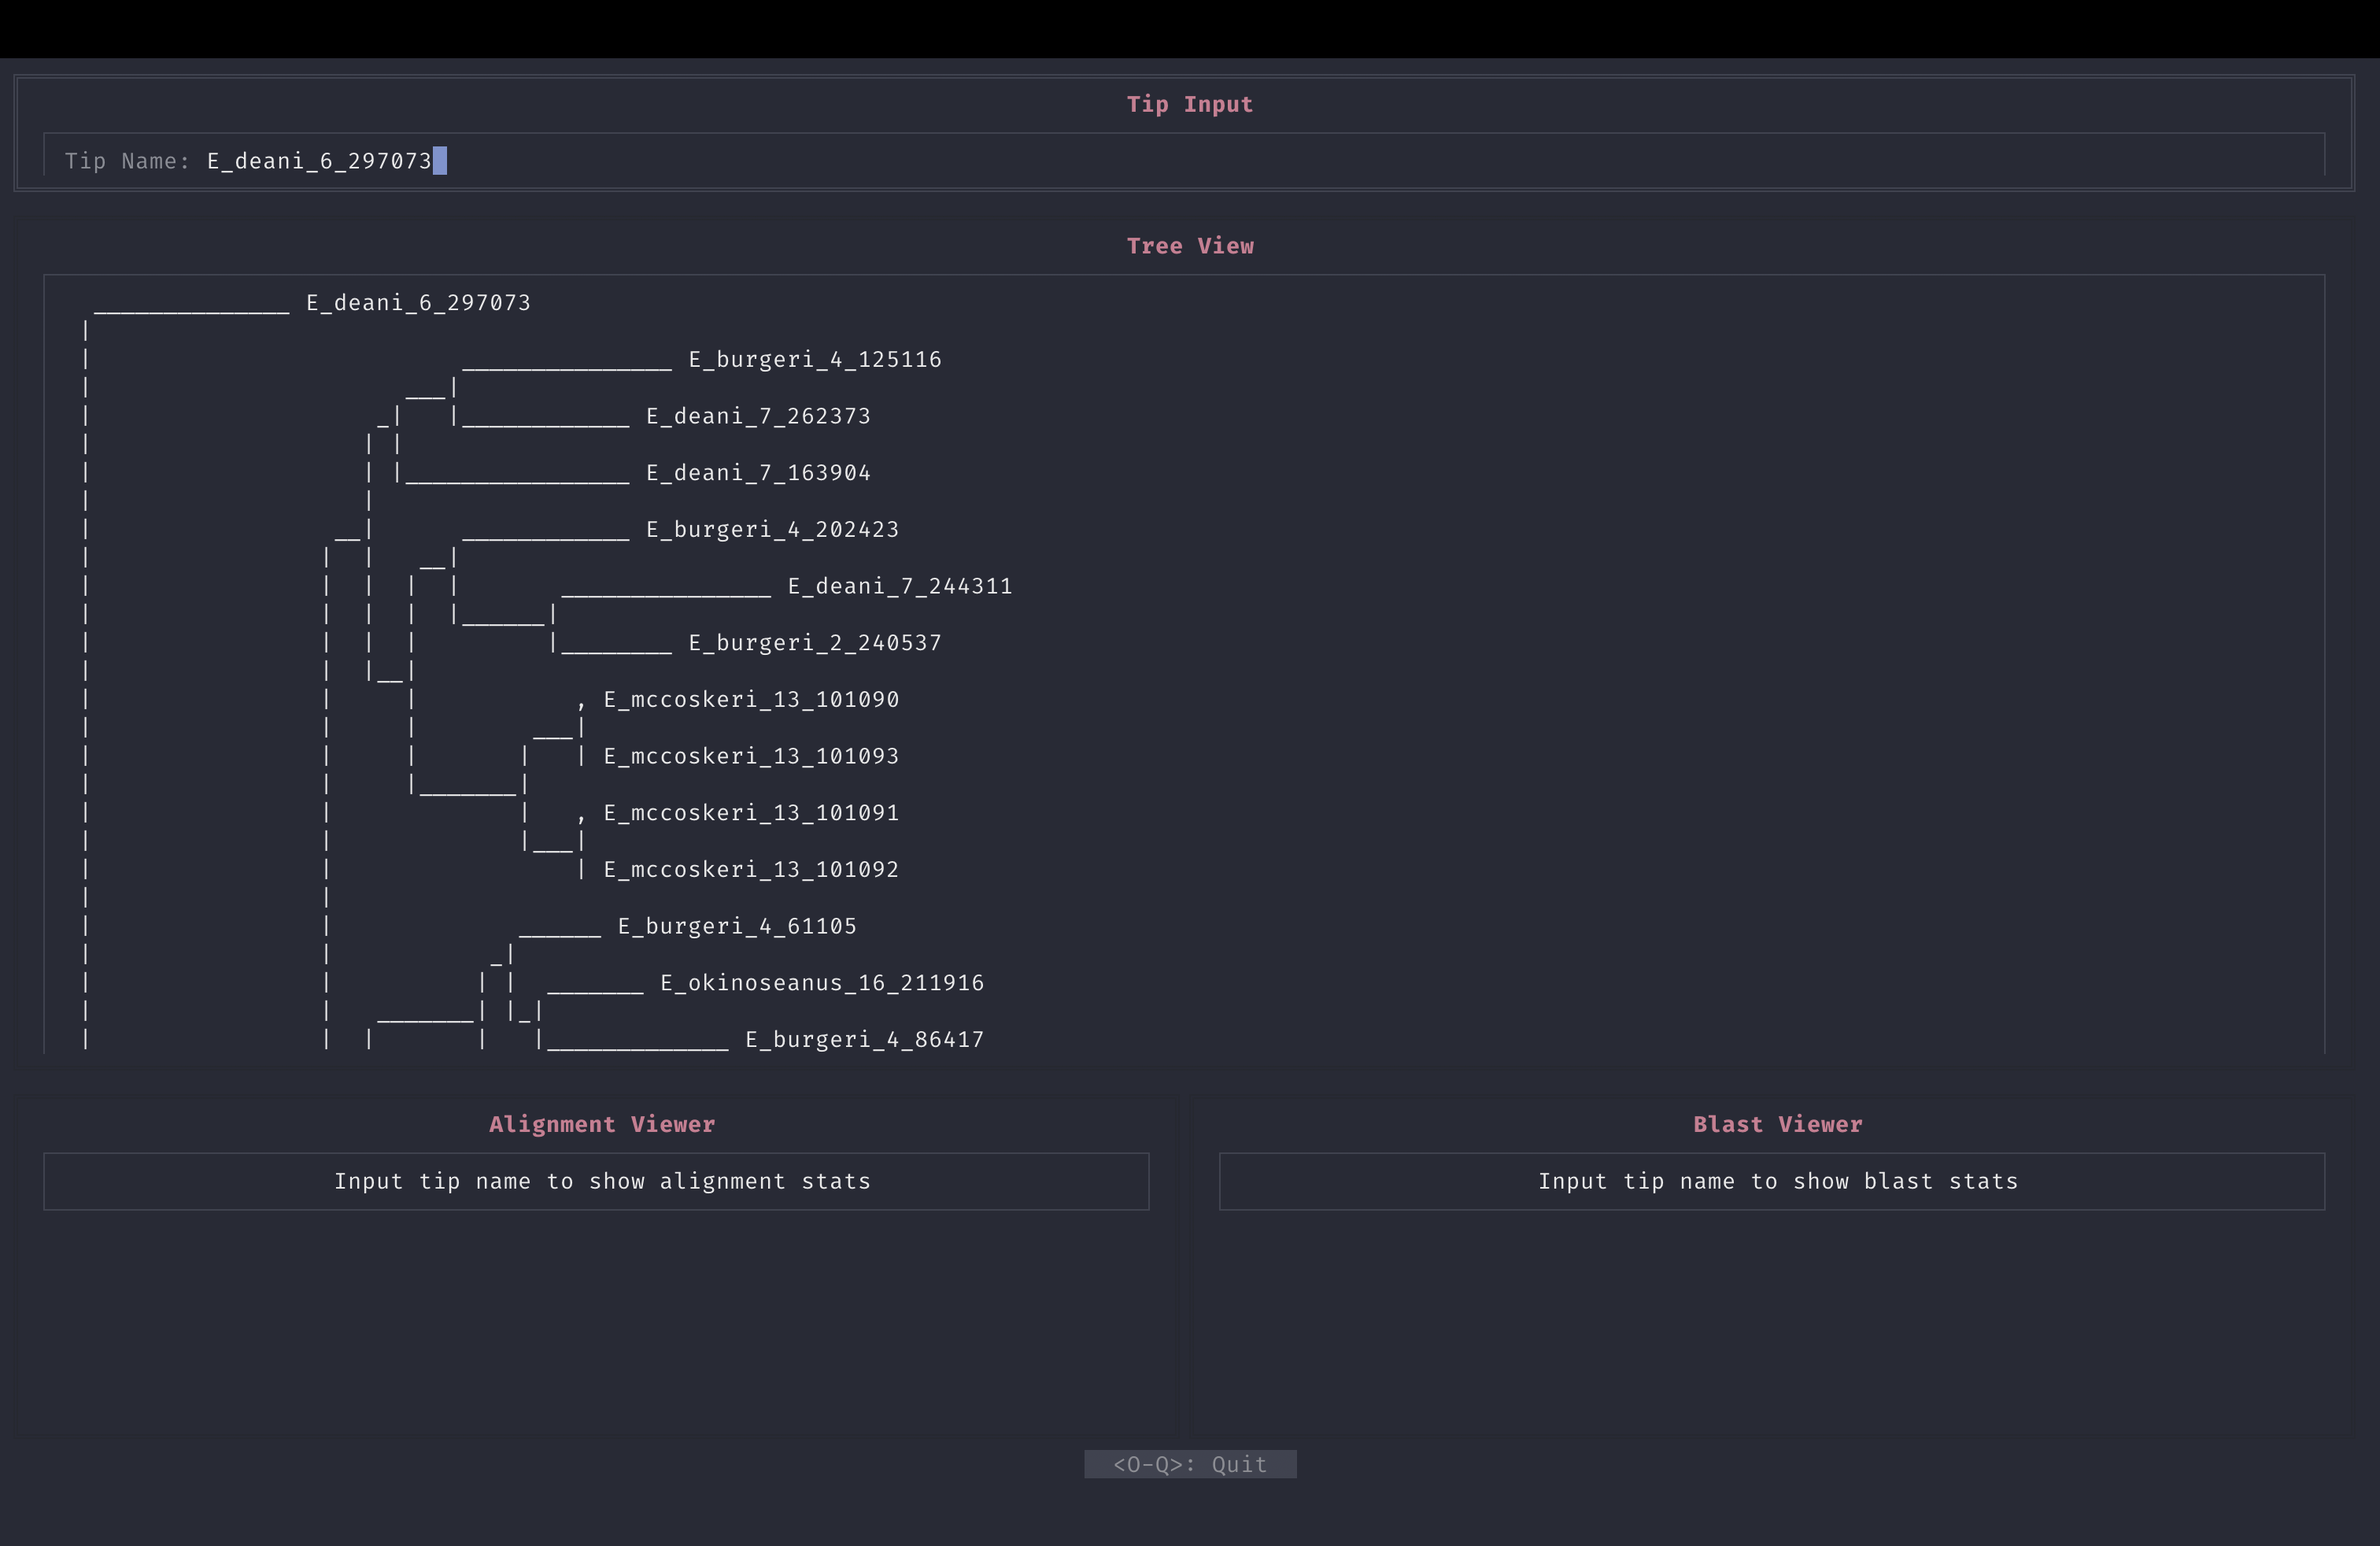 Tip Input
Tip Name: E_deani_6_297073
Tree View
E_deani_6_297073
E_burgeri_4_125116
E_deani_7_262373
E_deani_7_163904
E_burgeri_4_202423
E_deani_7_244311
E_burgeri_2_240537
, E_mccoskeri_13_101090
E_mccoskeri_13_101093
, E_mccoskeri_13_101091
E_mccoskeri_13_101092
E_burgeri_4_61105
E_okinoseanus_16_211916
E_burgeri_4_86417
Alignment Viewer
Input tip name to show alignment stats
Blast Viewer
Input tip name to show blast stats
<O-Q>: Quit